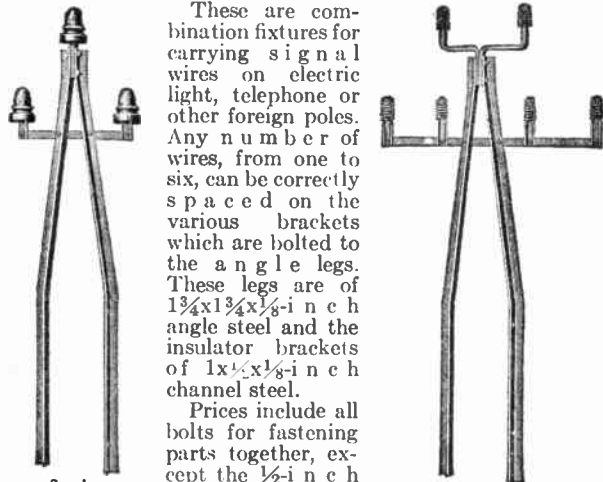 These are com-
bination fixtures for
carrying signal
wires on electric
light, telephone or
other foreign poles.
Any number of
wires, from one to
six, can be correctly
spaced on the
various brackets
which are bolted to
the angle legs.
These legs are of
1¾x1¾x⅛-inch
angle steel and the
insulator brackets
of 1x½x⅛-inch
channel steel.
Prices include all
bolts for fastening
parts together, ex-
cept the ½-inch